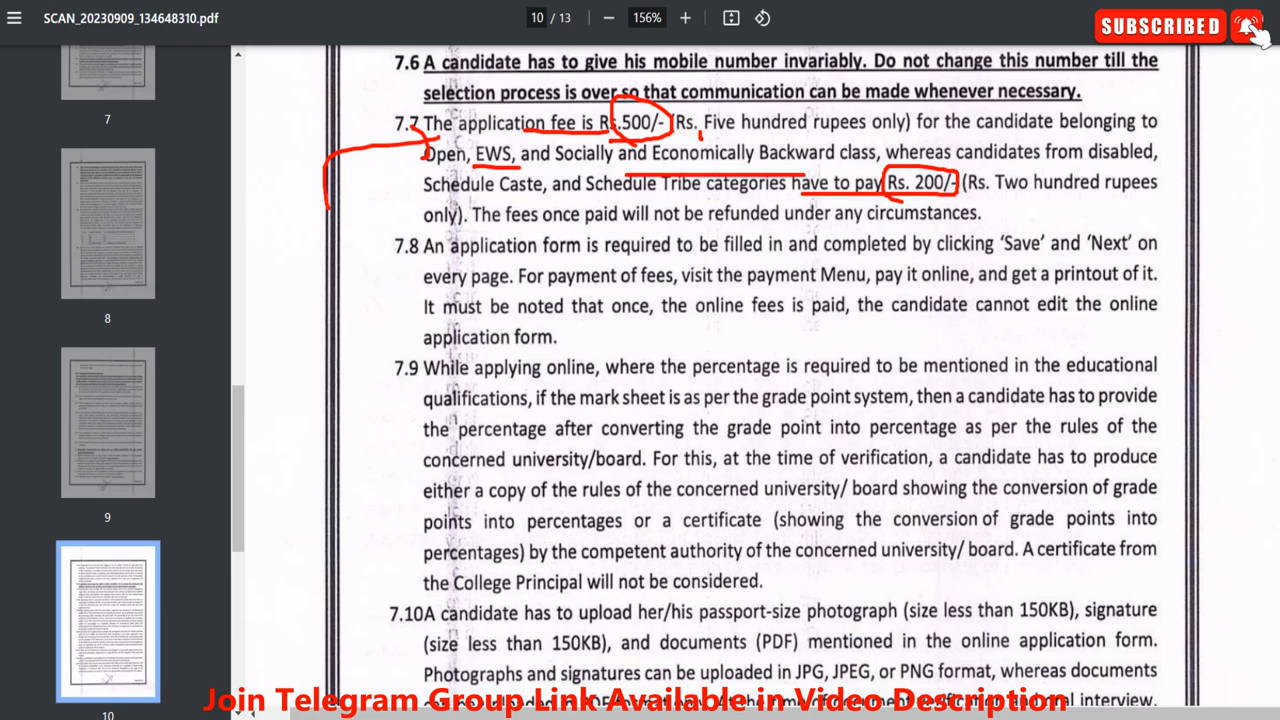 SCAN_20230909_134648310.pdf
10 / 13
156%
SUBSCRIBED
7
8
9
10
7.6 A candidate has to give his mobile number invariably. Do not change this number till the
selection process is over so that communication can be made whenever necessary.
7.7 The application fee is Rs.500/- (Rs. Five hundred rupees only) for the candidate belonging to
Open, EWS, and Socially and Economically Backward class, whereas candidates from disabled,
Schedule Caste, and Schedule Tribe categories have to pay Rs. 200/- (Rs. Two hundred rupees
only). The fees once paid will not be refunded under any circumstances.
7.8 An application form is required to be filled in and completed by clicking ‘Save’ and ‘Next’ on
every page. For payment of fees, visit the payment Menu, pay it online, and get a printout of it.
It must be noted that once, the online fees is paid, the candidate cannot edit the online
application form.
7.9 While applying online, where the percentage is required to be mentioned in the educational
qualifications, if the mark sheet is as per the grade point system, then a candidate has to provide
the percentage after converting the grade point into percentage as per the rules of the
concerned university/board. For this, at the time of verification, a candidate has to produce
either a copy of the rules of the concerned university/ board showing the conversion of grade
points into percentages or a certificate (showing the conversion of grade points into
percentages) by the competent authority of the concerned university/ board. A certificate from
the College Principal will not be considered.
7.10 A candidate has to upload her/his passport-size photograph (size less than 150KB), signature
(size less than 150KB), and documents (PDF) mentioned in the online application form.
Photographs and signatures can be uploaded in JPG, JPEG, or PNG format, whereas documents
interview.
Join Telegram Group Link Available in Video Description